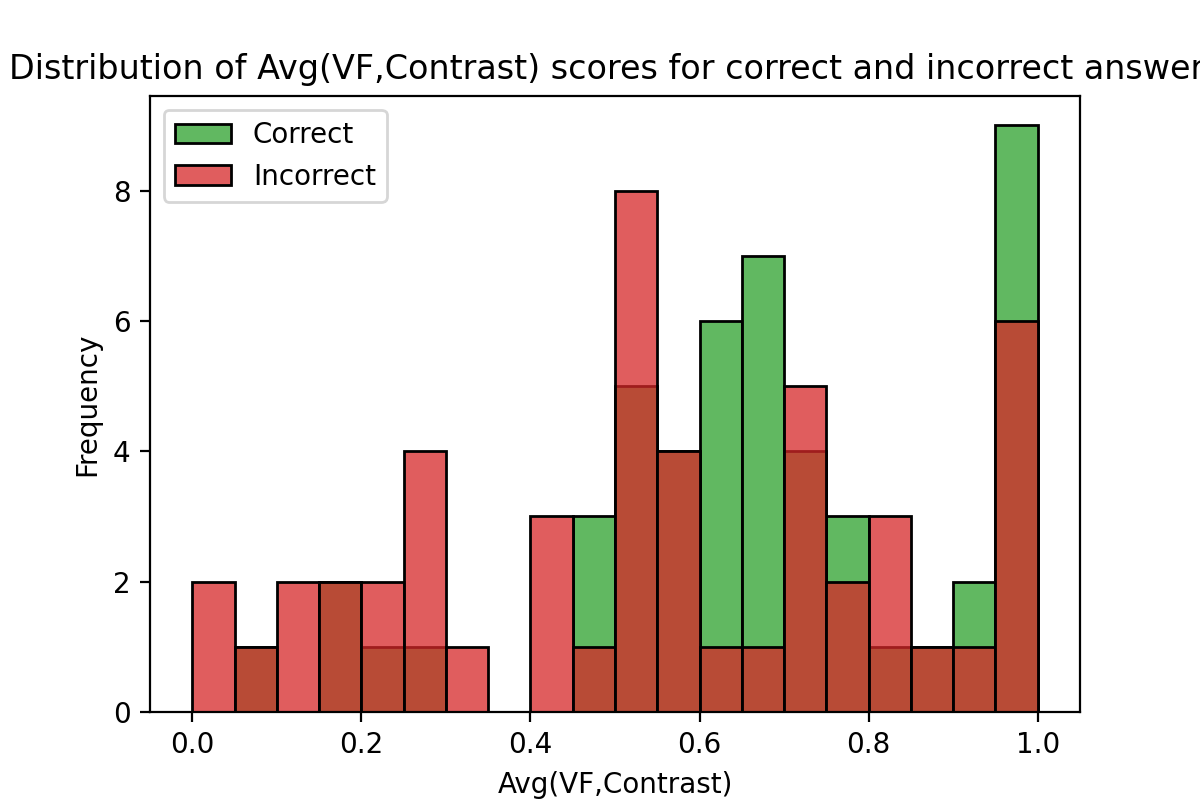 Distribution of Avg(VF,Contrast) scores for correct and incorrect answer
Correct
Incorrect
8
6
4
2
0
Frequency
0.0 0.2 0.4 0.6 0.8 1.0
Avg(VF,Contrast)